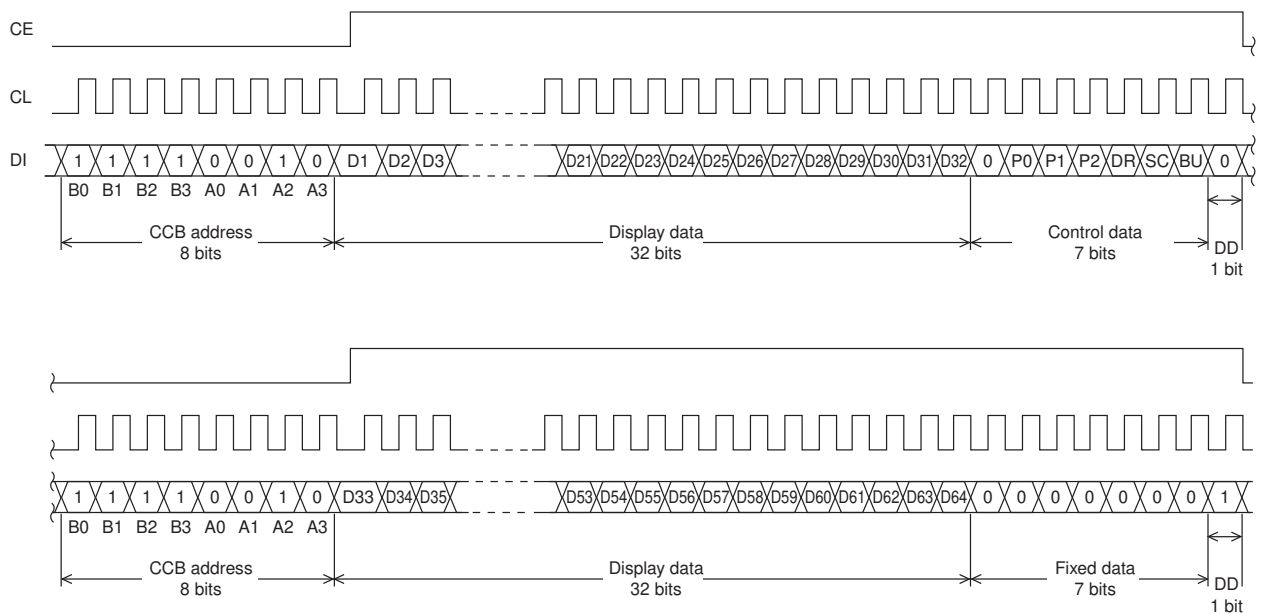 CE
CL
DI 1 1 1 1 0 0 1 0 D1 D2 D3 D21 D22 D23 D24 D25 D26 D27 D28 D29 D30 D31 D32 0 P0 P1 P2 DR SC BU 0
B0 B1 B2 B3 A0 A1 A2 A3
CCB address Display data Control data DD
8 bits 32 bits 7 bits 1 bit
1 1 1 1 0 0 1 0 D33 D34 D35 D53 D54 D55 D56 D57 D58 D59 D60 D61 D62 D63 D64 0 0 0 0 0 0 0 1
B0 B1 B2 B3 A0 A1 A2 A3
CCB address Display data Fixed data DD
8 bits 32 bits 7 bits 1 bit